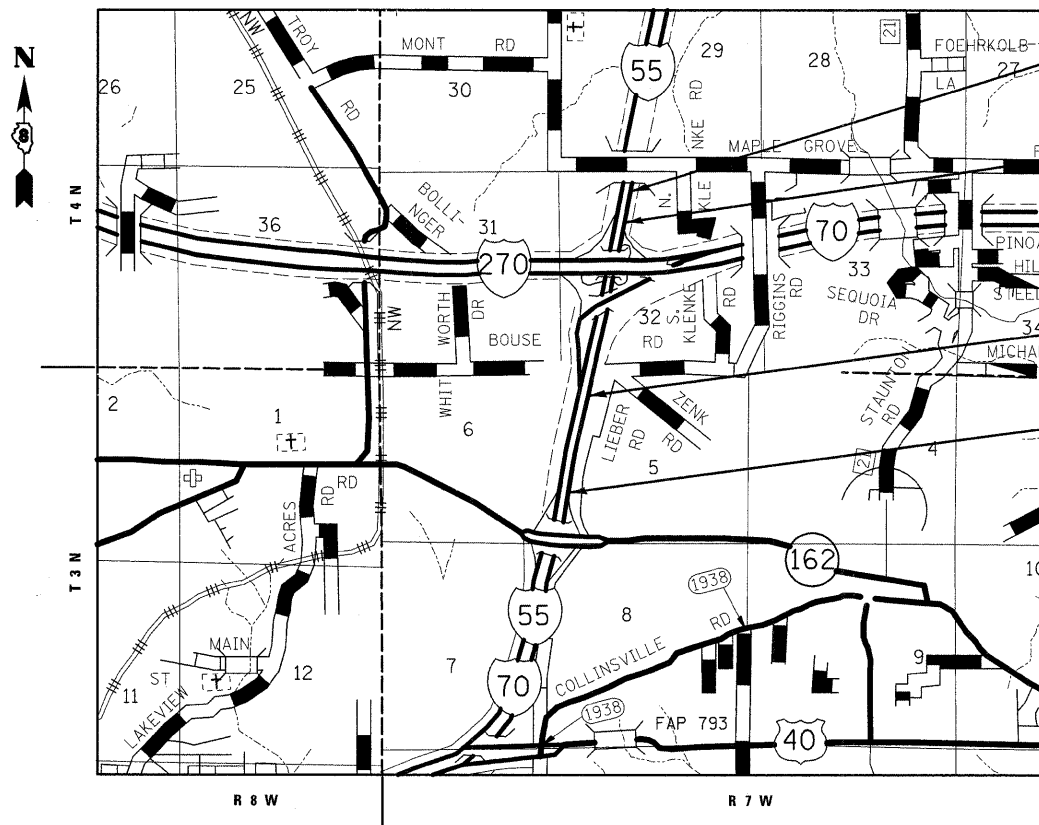 N
8
T 4 N
T 3 N
R 8 W
R 7 W
NW
TROY
RD
MONT RD
21
FOEHRKOLB
LA
55
29
28
27
26
25
30
NKE RD
MAPLE GROVE
R
N.
KLE
BOLLI-
NGER
31
36
270
70
33
PINOA
HIL
STEEL
SEQUOIA
DR
34
32
S.
KLENKE
RD
RIGGINS
RD
NW
WORTH
DR
WHIT
BOUSE
RD
MICHA
STAUNTON
RD
2
1
6
LIEBER
RD
ZENK
RD
5
21
4
RD
ACRES
RD
162
10
1938
55
8
RD
COLLINSVILLE
MAIN
ST
7
70
9
11
12
LAKEVIEW
1938
FAP 793
40